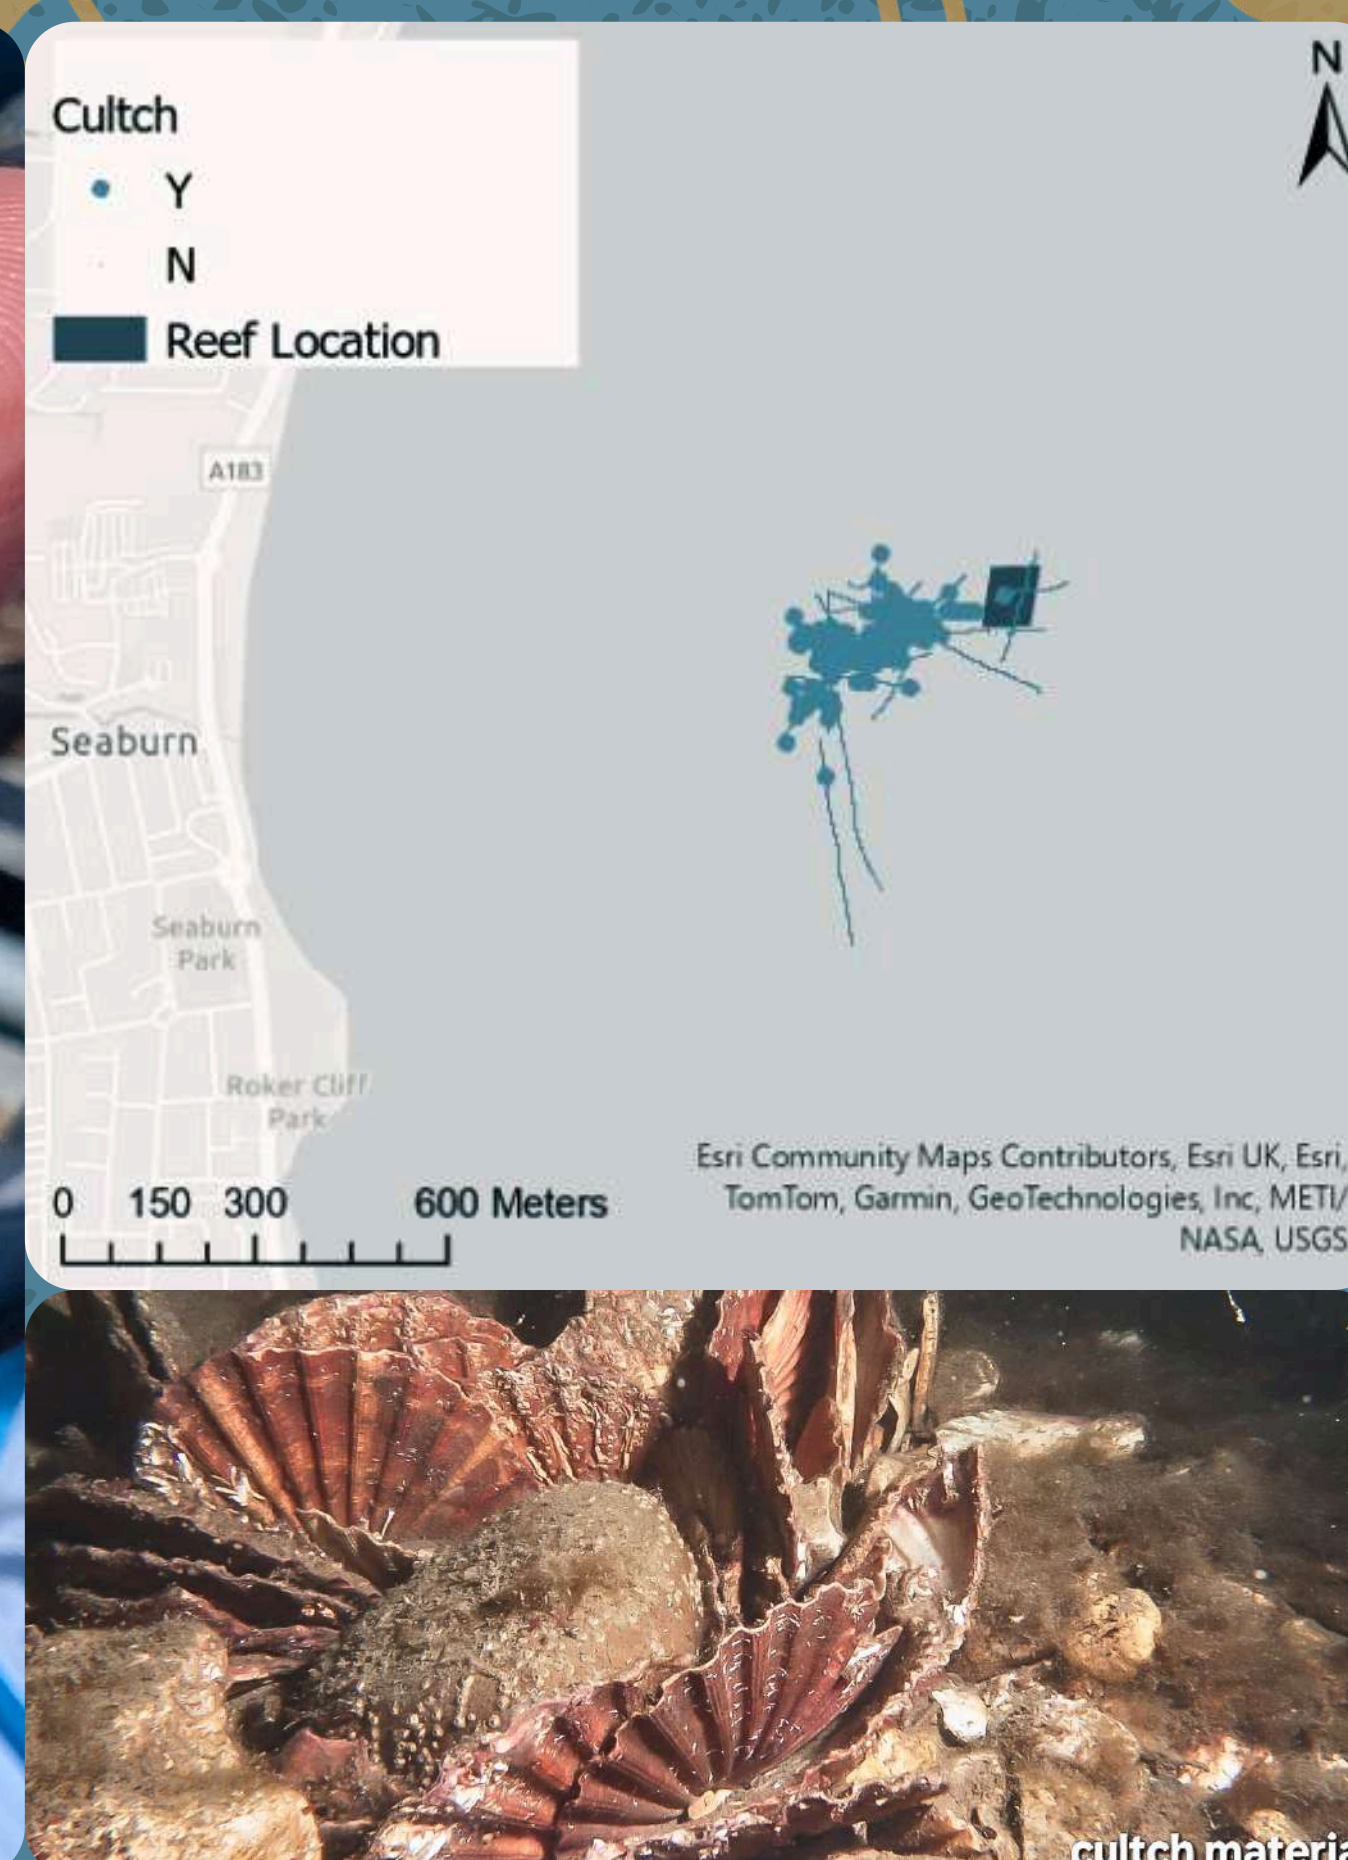 N
Cultch
Y
N
Reef Location
A183
Seaburn
Seaburn
Park
Roker Cliff
Park
Esri Community Maps Contributors, Esri UK, Esri,
TomTom, Garmin, GeoTechnologies, Inc, METI/
NASA, USGS
0 150 300 600 Meters
cultch materia